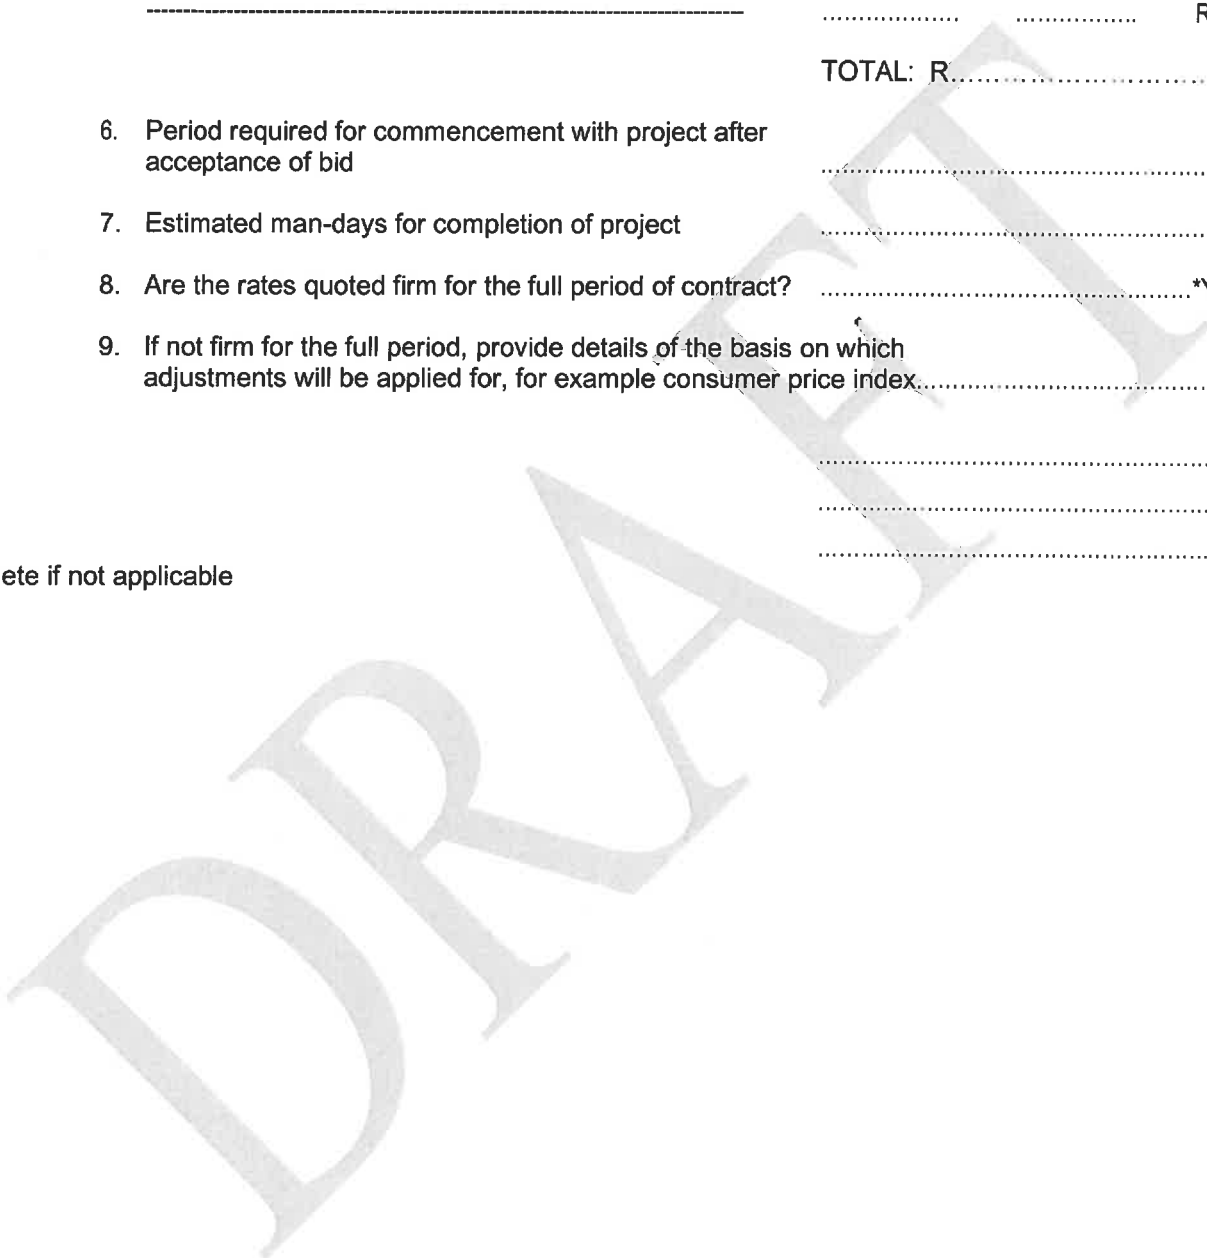 R
TOTAL: R..................................
6. Period required for commencement with project after
acceptance of bid ......................................................
7. Estimated man-days for completion of project ......................................................
8. Are the rates quoted firm for the full period of contract? ......................................................*Y
9. If not firm for the full period, provide details of the basis on which
adjustments will be applied for, for example consumer price index..........................................
ete if not applicable
DRAFT